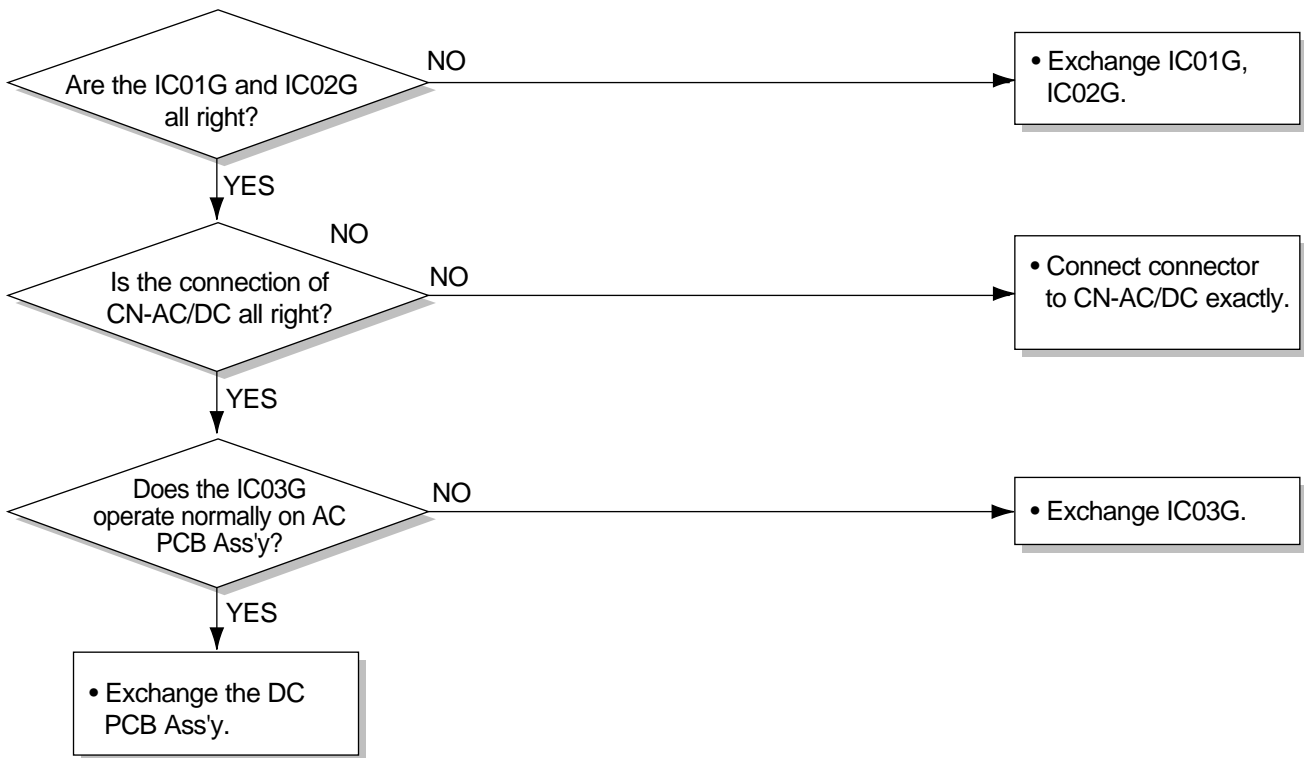 Are the IC01G and IC02G
all right?
NO
• Exchange IC01G,
IC02G.
YES
NO
Is the connection of
CN-AC/DC all right?
NO
• Connect connector
to CN-AC/DC exactly.
YES
Does the IC03G
operate normally on AC
PCB Ass'y?
NO
• Exchange IC03G.
YES
• Exchange the DC
PCB Ass'y.